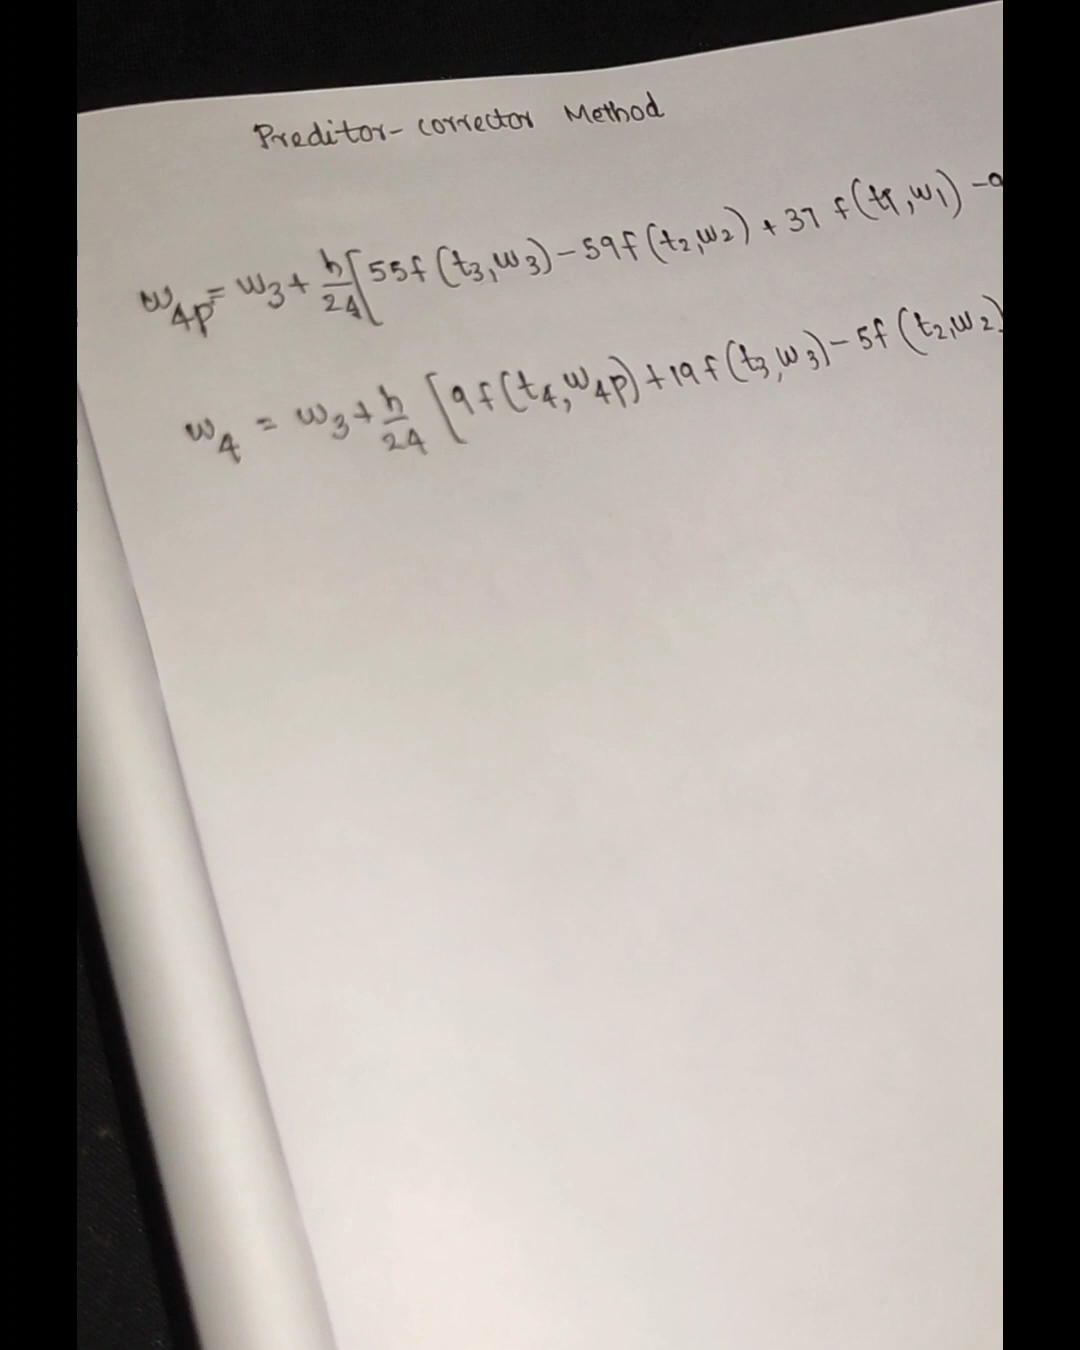 Preditor-corrector Method
w₄p = w₃ + h/24 [55f (t₃,w₃) - 59f (t₂,w₂) + 37 f(t₁,w₁) -9
w₄ = w₃ + h/24 [9f(t₄,w₄p) + 19f (t₃,w₃) - 5f (t₂,w₂)